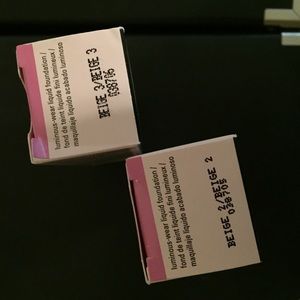 luminous-wear liquid foundation /
fond de teint liquide fini lumineux /
maquillaje líquido acabado luminoso
BEIGE 3/BEIGE 3
038706
luminous-wear liquid foundation /
fond de teint liquide fini lumineux /
maquillaje líquido acabado luminoso
BEIGE 2/BEIGE 2
038705